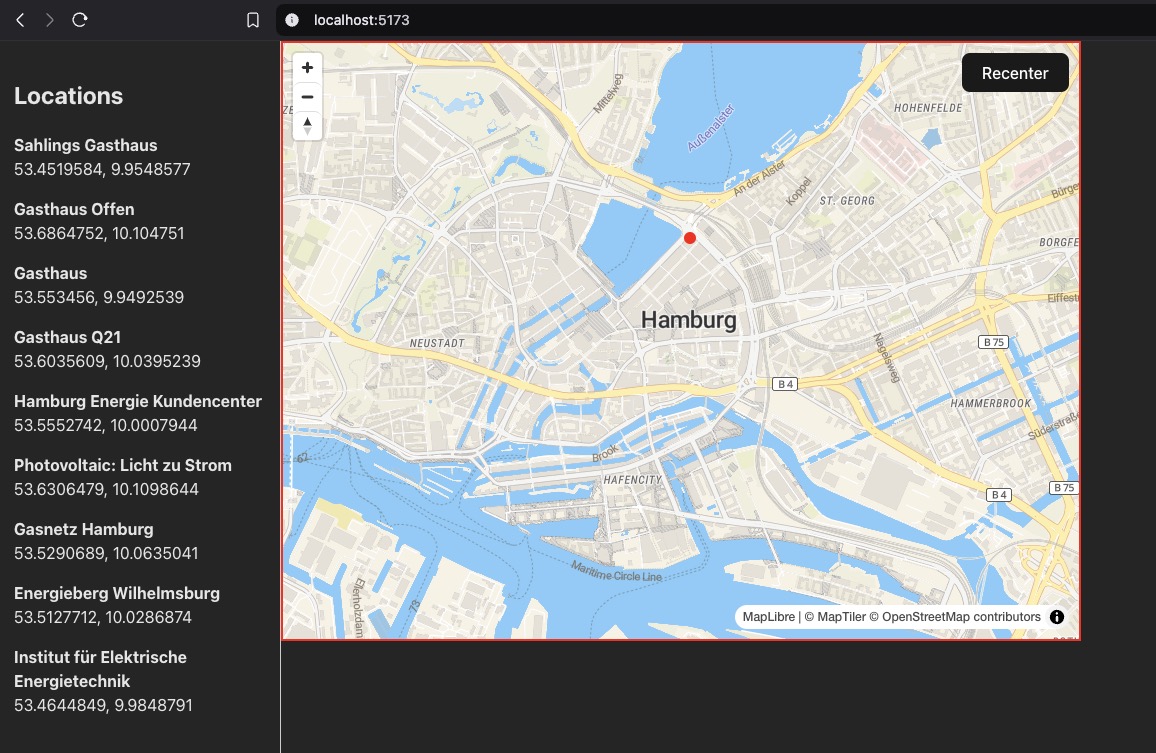 localhost:5173
Locations
Sahlings Gasthaus
53.4519584, 9.9548577
Gasthaus Offen
53.6864752, 10.104751
Gasthaus
53.553456, 9.9492539
Gasthaus Q21
53.6035609, 10.0395239
Hamburg Energie Kundencenter
53.5552742, 10.0007944
Photovoltaic: Licht zu Strom
53.6306479, 10.1098644
Gasnetz Hamburg
53.5290689, 10.0635041
Energieberg Wilhelmsburg
53.5127712, 10.0286874
Institut für Elektrische
Energietechnik
53.4644849, 9.9848791
Recenter
Mittelweg
Außenalster
HOHENFELDE
An der Alster
Koppel
ST. GEORG
Bürge
BORGFE
Eiffestr
Hamburg
NEUSTADT
B 75
Nagelsweg
B 4
HAMMERBROOK
Süderstraße
Brook
62
HAFENCITY
B 75
B 4
Maritime Circle Line
Ellerholzdam
73
MapLibre | © MapTiler © OpenStreetMap contributors